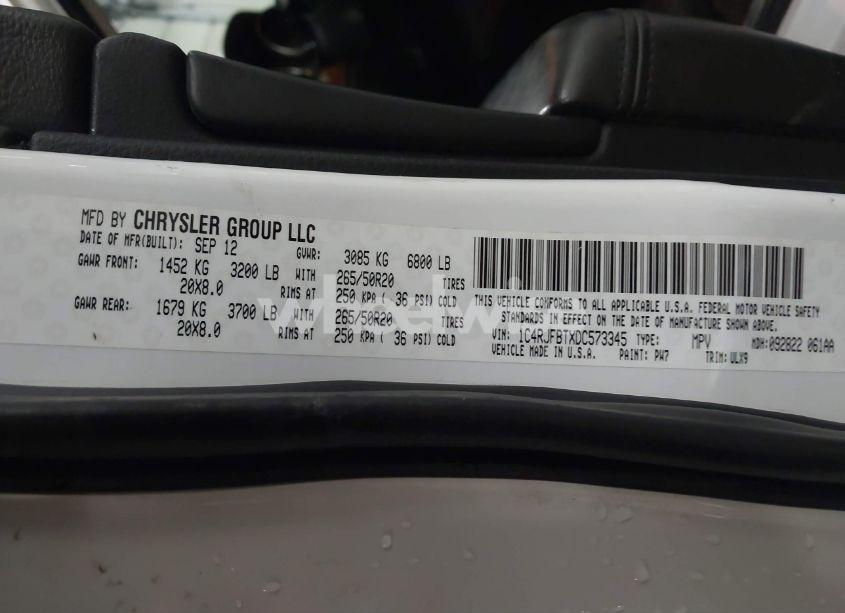 MFD BY CHRYSLER GROUP LLC
DATE OF MFR(BUILT): SEP 12 GVWR: 3085 KG 6800 LB
GAWR FRONT: 1452 KG 3200 LB WITH 265/50R20 TIRES
20X8.0 RIMS AT 250 KPA ( 36 PSI) COLD
GAWR REAR: 1679 KG 3700 LB WITH 265/50R20 TIRES
20X8.0 RIMS AT 250 KPA ( 36 PSI) COLD
THIS VEHICLE CONFORMS TO ALL APPLICABLE U.S.A. FEDERAL MOTOR VEHICLE SAFETY
STANDARDS IN EFFECT ON THE DATE OF MANUFACTURE SHOWN ABOVE.
VIN: 1C4RJFBTXDC573345 TYPE: MPV MDH: 092822 061AA
VEHICLE MADE IN U.S.A. PAINT: PW7 TRIM: ULX9